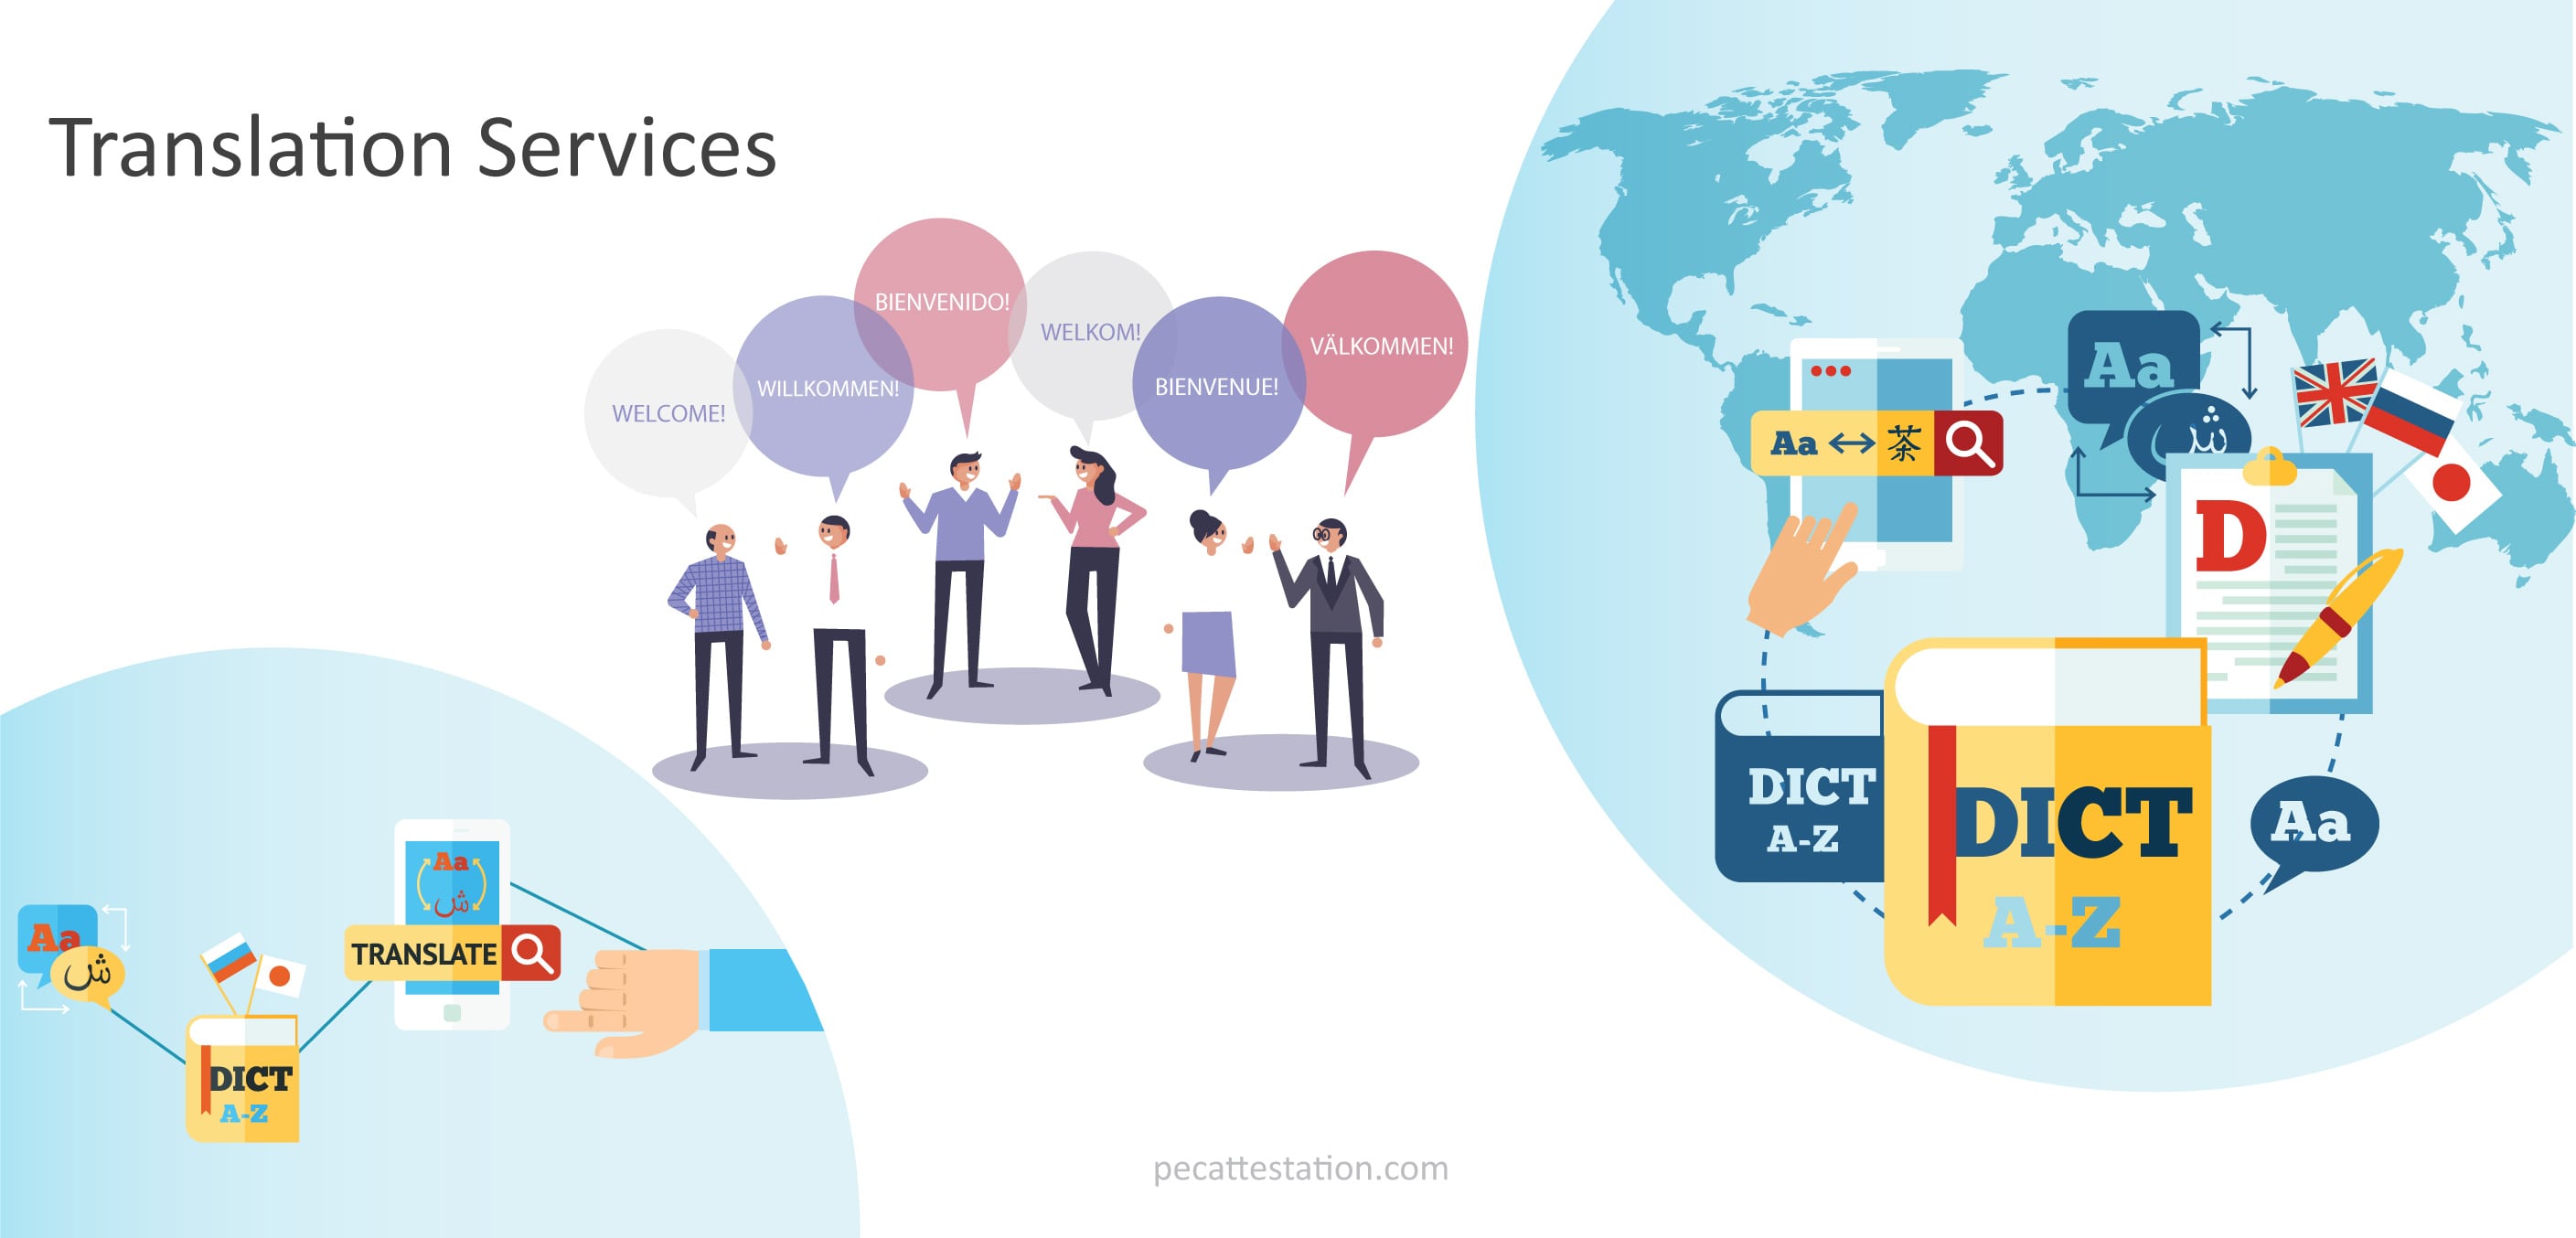 Translation Services
WELCOME!
WILLKOMMEN!
BIENVENIDO!
WELKOM!
BIENVENUE!
VÄLKOMMEN!
Aa ↔ 茶
Aa
ش
D
DICT
A-Z
DICT
A-Z
Aa
Aa
ش
Aa
ش
TRANSLATE
DICT
A-Z
pecattestation.com